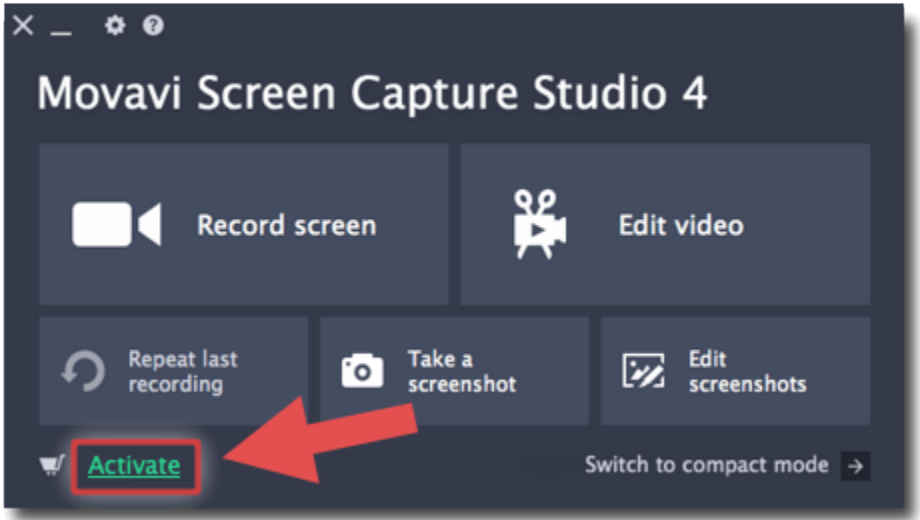 Movavi Screen Capture Studio 4
Record screen
Edit video
Repeat last
recording
Take a
screenshot
Edit
screenshots
Activate
Switch to compact mode